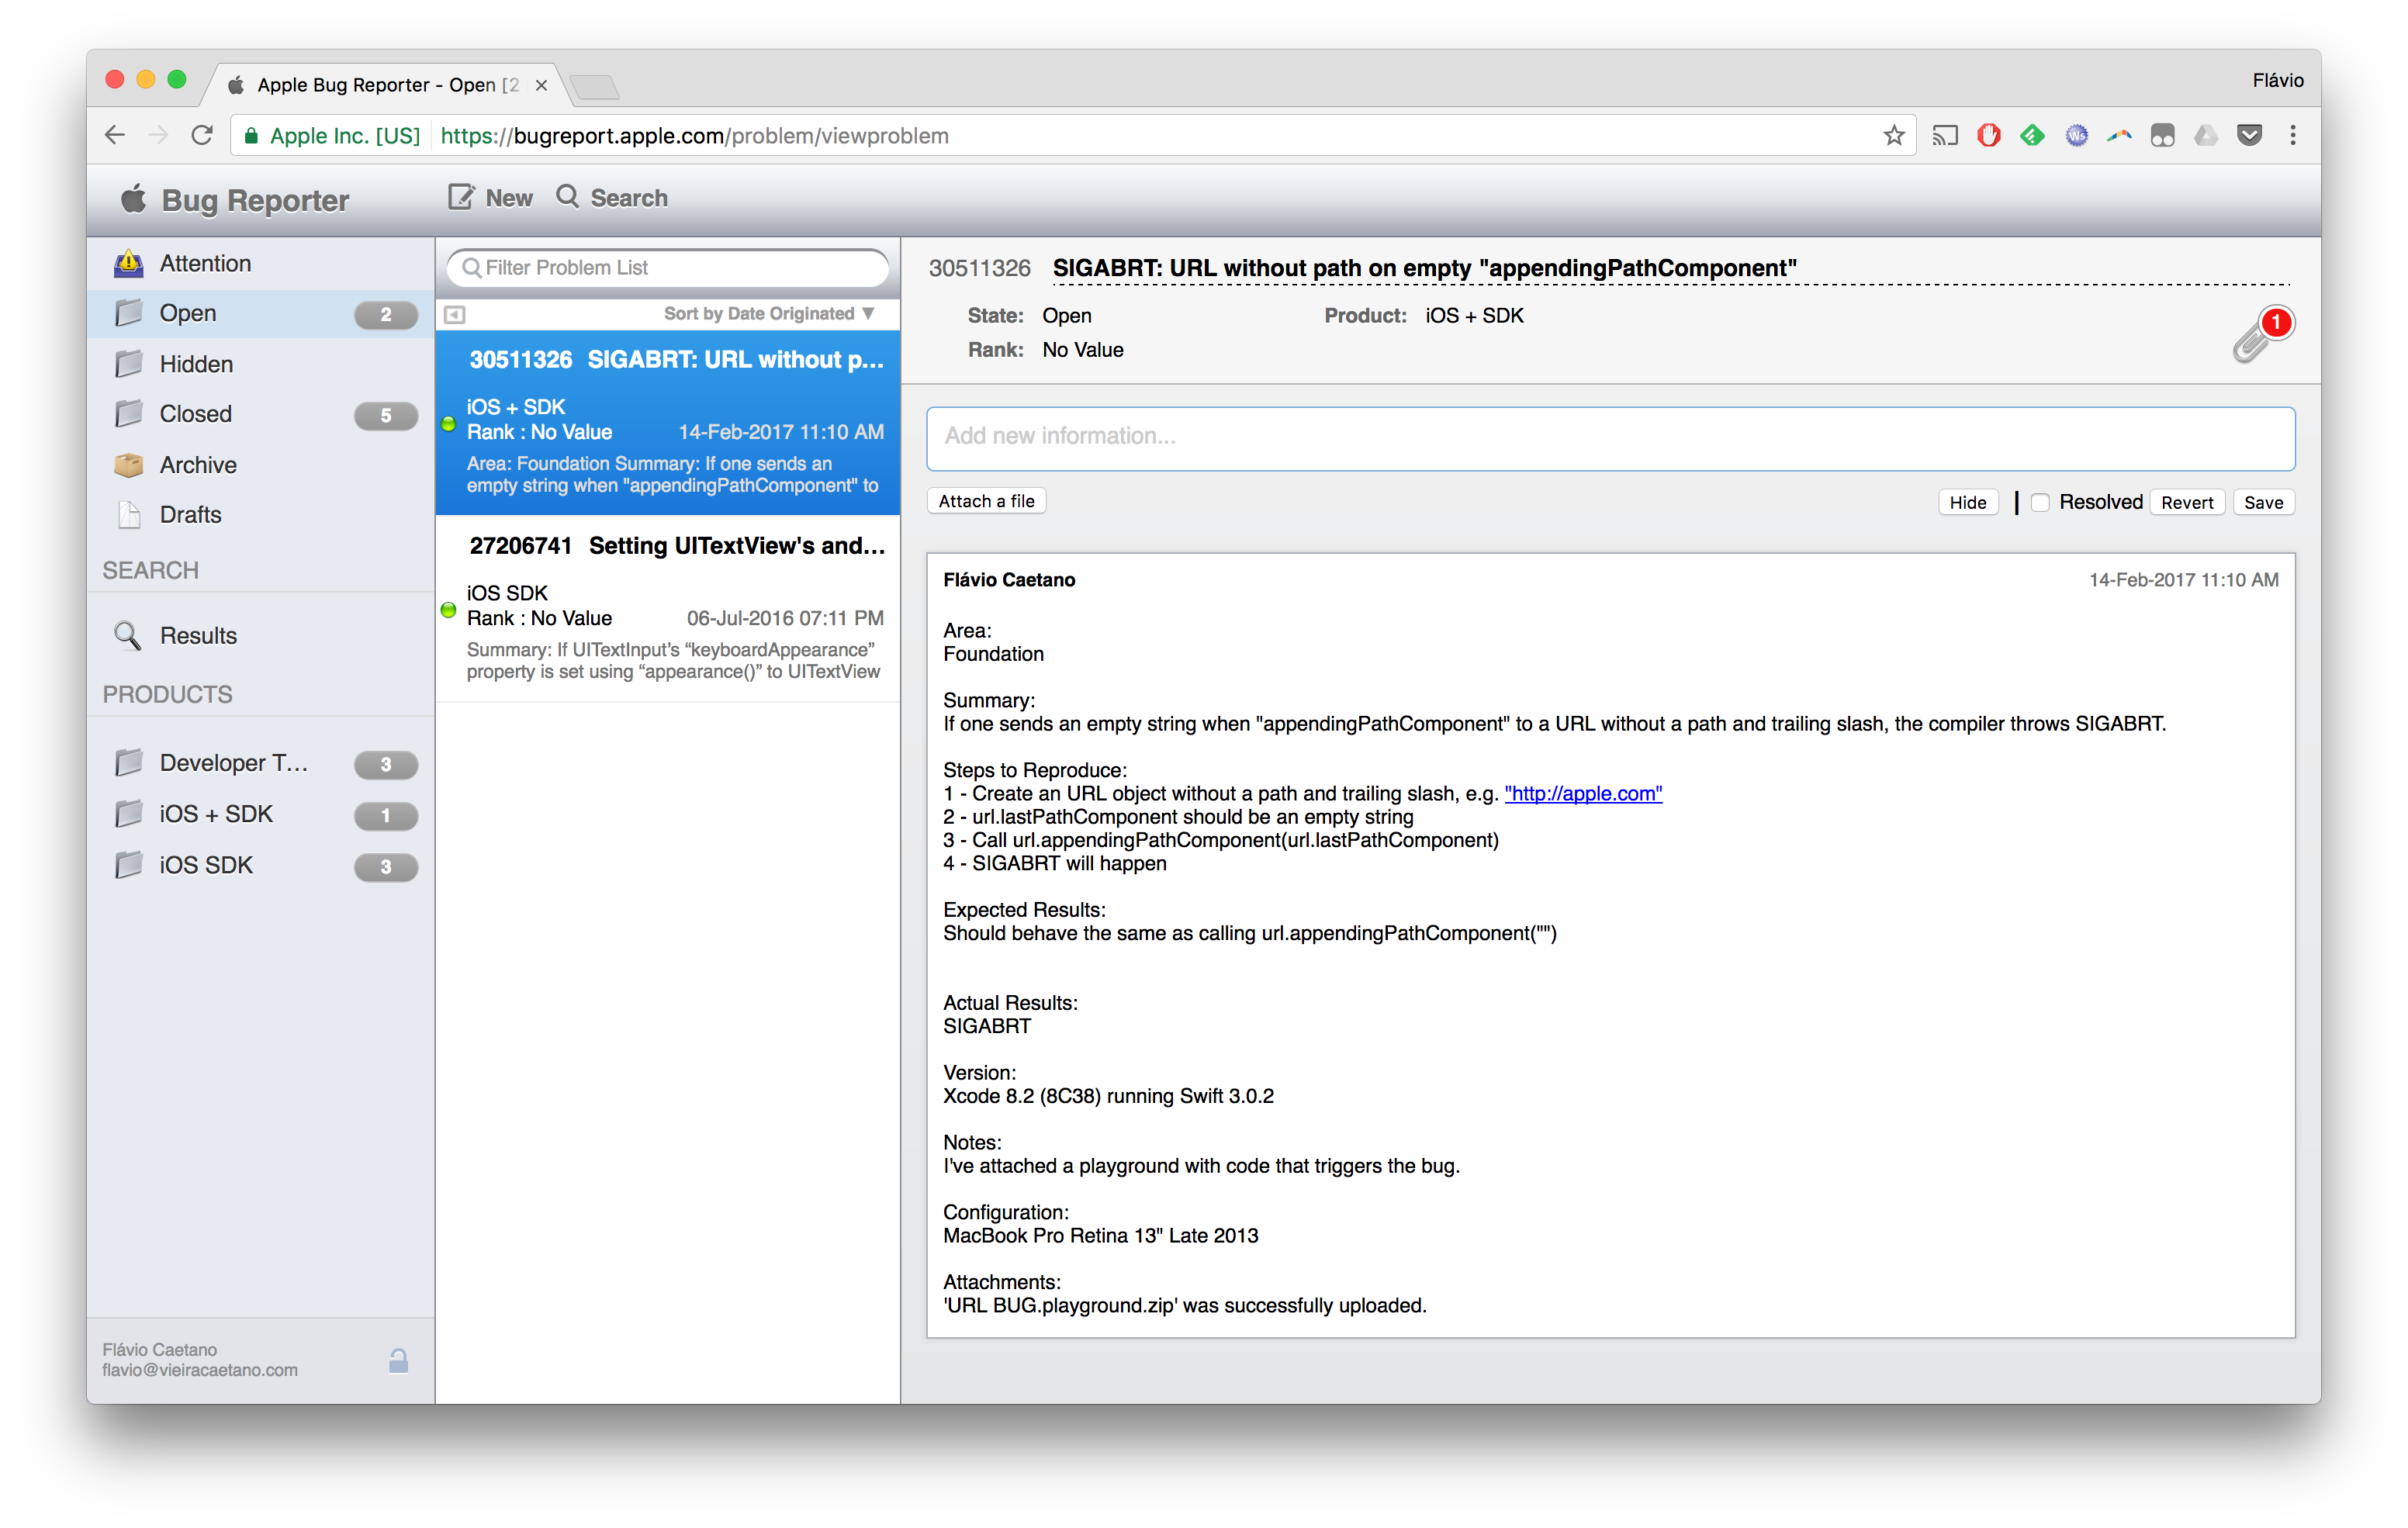 Apple Bug Reporter - Open [2
Flávio
Apple Inc. [US]
https://bugreport.apple.com/problem/viewproblem
Bug Reporter
New
Search
Attention
Open 2
Hidden
Closed 5
Archive
Drafts
SEARCH
Results
PRODUCTS
Developer T... 3
iOS + SDK 1
iOS SDK 3
Flávio Caetano
flavio@vieiracaetano.com
Filter Problem List
Sort by Date Originated ▼
30511326 SIGABRT: URL without p...
iOS + SDK
Rank : No Value 14-Feb-2017 11:10 AM
Area: Foundation Summary: If one sends an
empty string when "appendingPathComponent" to
27206741 Setting UITextView's and...
iOS SDK
Rank : No Value 06-Jul-2016 07:11 PM
Summary: If UITextInput's “keyboardAppearance”
property is set using “appearance()” to UITextView
30511326 SIGABRT: URL without path on empty "appendingPathComponent"
State: Open Product: iOS + SDK
Rank: No Value
1
Add new information...
Attach a file
Hide | Resolved Revert Save
Flávio Caetano 14-Feb-2017 11:10 AM
Area:
Foundation
Summary:
If one sends an empty string when "appendingPathComponent" to a URL without a path and trailing slash, the compiler throws SIGABRT.
Steps to Reproduce:
1 - Create an URL object without a path and trailing slash, e.g. "http://apple.com"
2 - url.lastPathComponent should be an empty string
3 - Call url.appendingPathComponent(url.lastPathComponent)
4 - SIGABRT will happen
Expected Results:
Should behave the same as calling url.appendingPathComponent("")
Actual Results:
SIGABRT
Version:
Xcode 8.2 (8C38) running Swift 3.0.2
Notes:
I've attached a playground with code that triggers the bug.
Configuration:
MacBook Pro Retina 13" Late 2013
Attachments:
'URL BUG.playground.zip' was successfully uploaded.